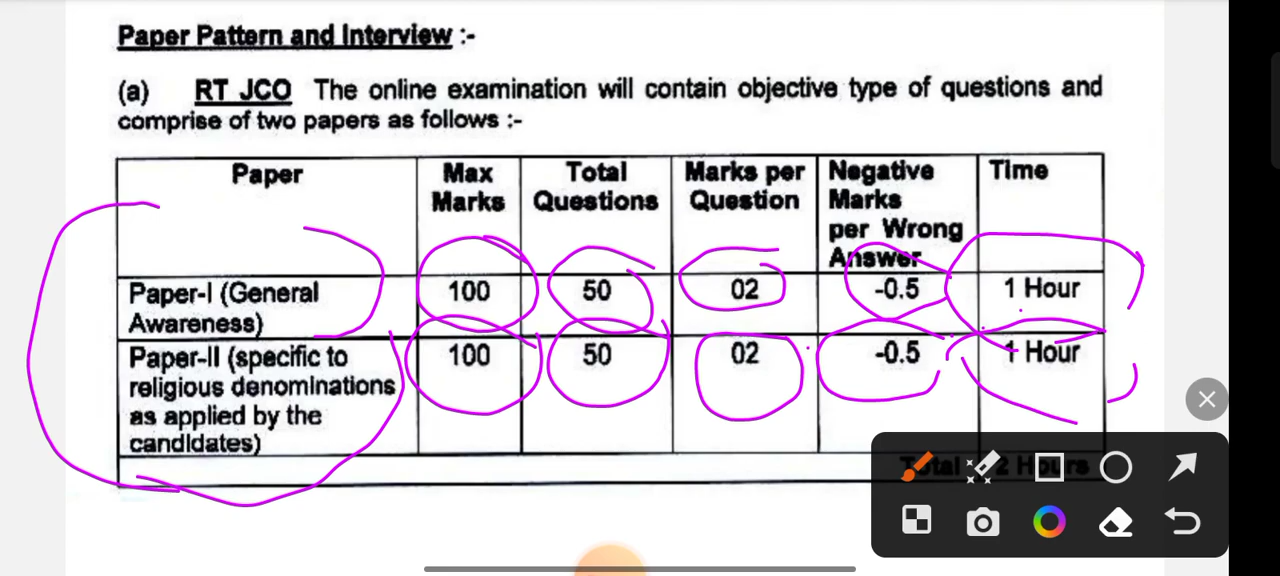 Paper Pattern and Interview :-
(a) RT JCO The online examination will contain objective type of questions and
comprise of two papers as follows :-
Paper
Max
Marks
Total
Questions
Marks per
Question
Negative
Marks
per Wrong
Answer
Time
Paper-I (General
Awareness)
100
50
02
-0.5
1 Hour
Paper-II (specific to
religious denominations
as applied by the
candidates)
100
50
02
-0.5
1 Hour
Total 2 Hours